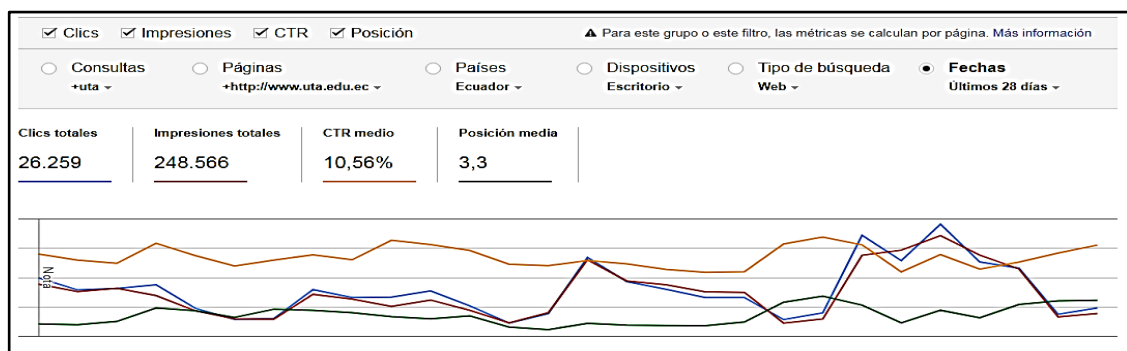 Clics Impresiones CTR Posición Para este grupo o este filtro, las métricas se calculan por página. Más información
Consultas Páginas Países Dispositivos Tipo de búsqueda Fechas
+uta +http://www.uta.edu.ec Ecuador Escritorio Web Últimos 28 días
Clics totales Impresiones totales CTR medio Posición media
26.259 248.566 10,56% 3,3
Nota